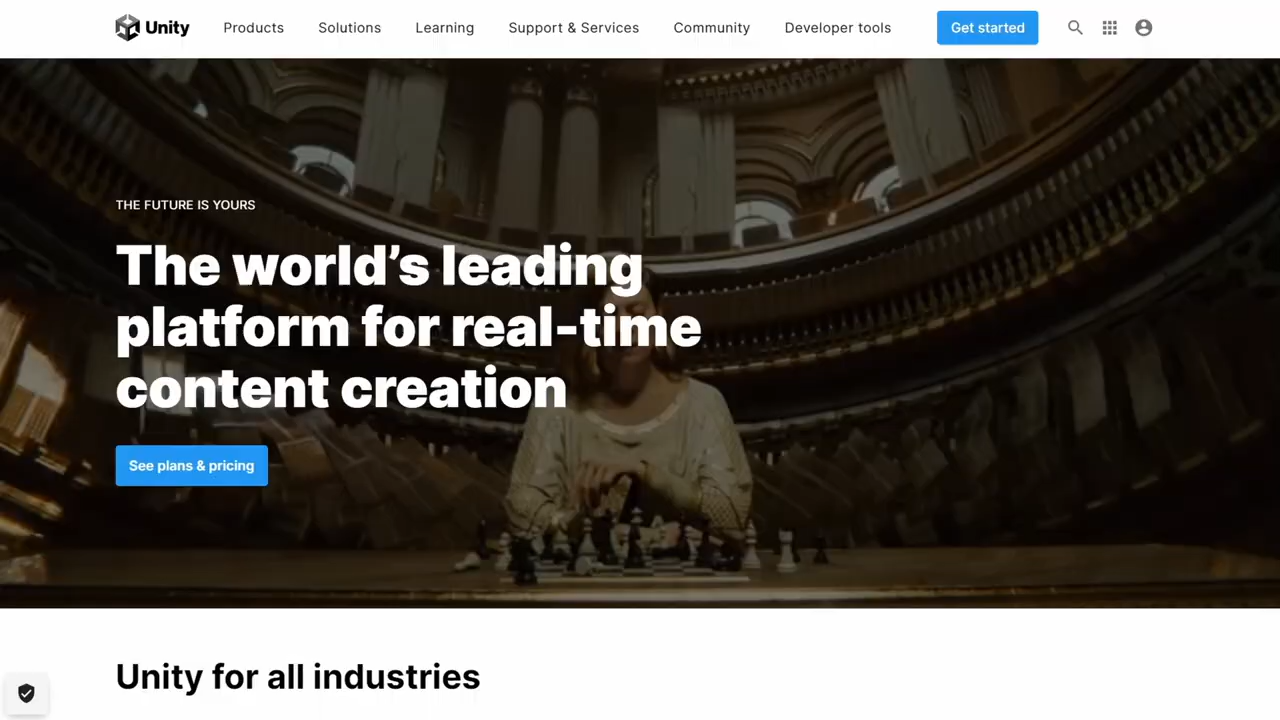 Unity
Products
Solutions
Learning
Support & Services
Community
Developer tools
Get started
THE FUTURE IS YOURS
The world’s leading
platform for real-time
content creation
See plans & pricing
Unity for all industries